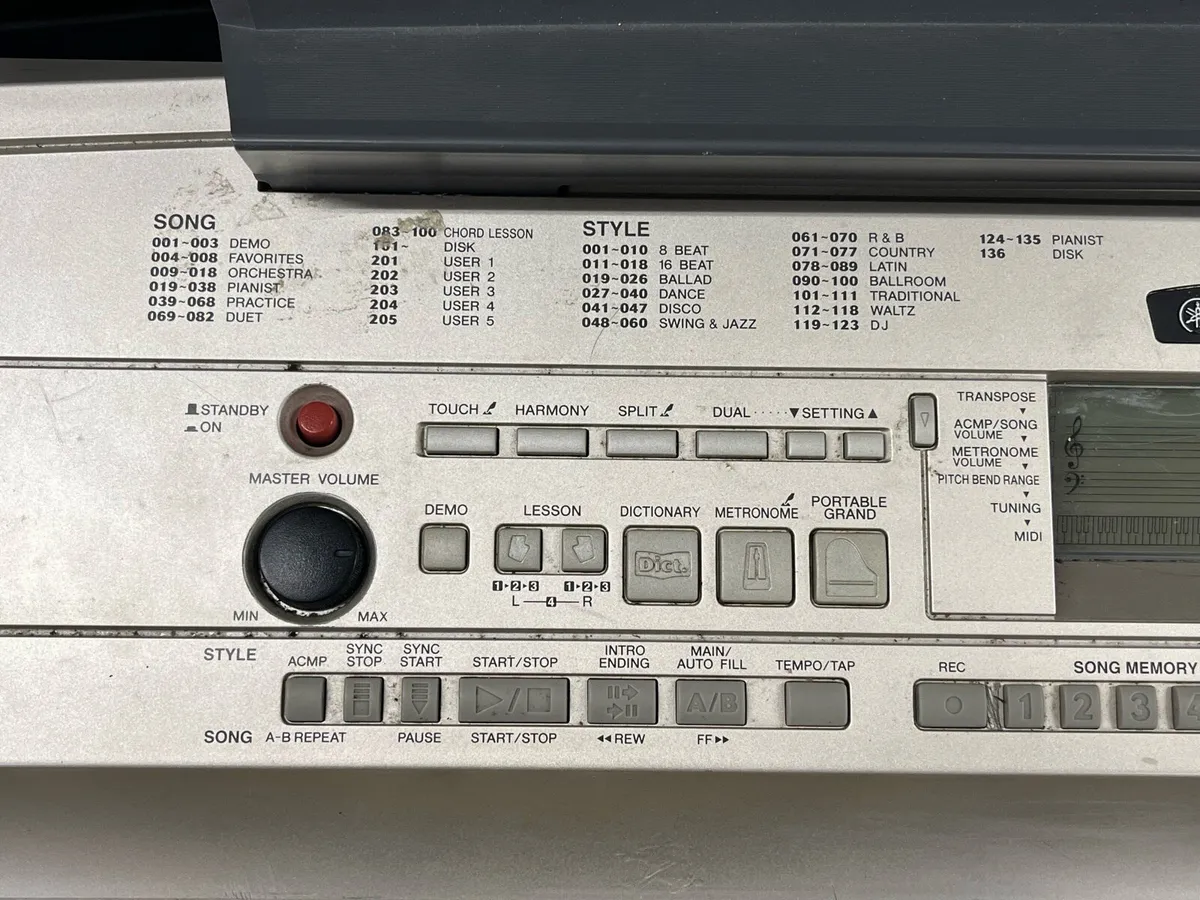 SONG
001~003 DEMO
004~008 FAVORITES
009~018 ORCHESTRA
019~038 PIANIST
039~068 PRACTICE
069~082 DUET
083~100 CHORD LESSON
101~ DISK
201 USER 1
202 USER 2
203 USER 3
204 USER 4
205 USER 5
STYLE
001~010 8 BEAT
011~018 16 BEAT
019~026 BALLAD
027~040 DANCE
041~047 DISCO
048~060 SWING & JAZZ
061~070 R & B
071~077 COUNTRY
078~089 LATIN
090~100 BALLROOM
101~111 TRADITIONAL
112~118 WALTZ
119~123 DJ
124~135 PIANIST
136 DISK
STANDBY
ON
MASTER VOLUME
MIN MAX
TOUCH HARMONY SPLIT DUAL ····· ▼ SETTING ▲
DEMO LESSON DICTIONARY METRONOME PORTABLE
GRAND
Dict.
1▸2▸3 1▸2▸3
L 4 R
TRANSPOSE
▼
ACMP/SONG
VOLUME ▼
METRONOME
VOLUME ▼
PITCH BEND RANGE
▼
TUNING
▼
MIDI
STYLE
ACMP
SYNC
STOP
SYNC
START
START/STOP
INTRO
ENDING
MAIN/
AUTO FILL
TEMPO/TAP
REC SONG MEMORY
A/B
1 2 3 4
SONG A-B REPEAT PAUSE START/STOP ◂◂ REW FF ▸▸